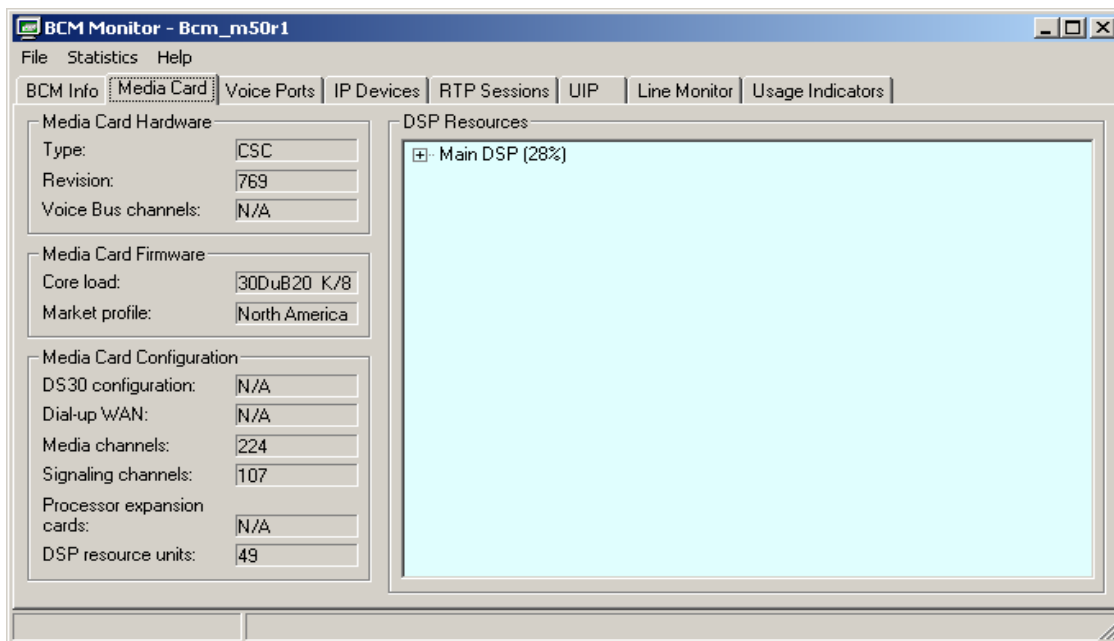 BCM Monitor - Bcm_m50r1
File Statistics Help
BCM Info Media Card Voice Ports IP Devices RTP Sessions UIP Line Monitor Usage Indicators
Media Card Hardware
Type: CSC
Revision: 769
Voice Bus channels: N/A
Media Card Firmware
Core load: 30DuB20 K/8
Market profile: North America
Media Card Configuration
DS30 configuration: N/A
Dial-up WAN: N/A
Media channels: 224
Signaling channels: 107
Processor expansion
cards: N/A
DSP resource units: 49
DSP Resources
Main DSP (28%)